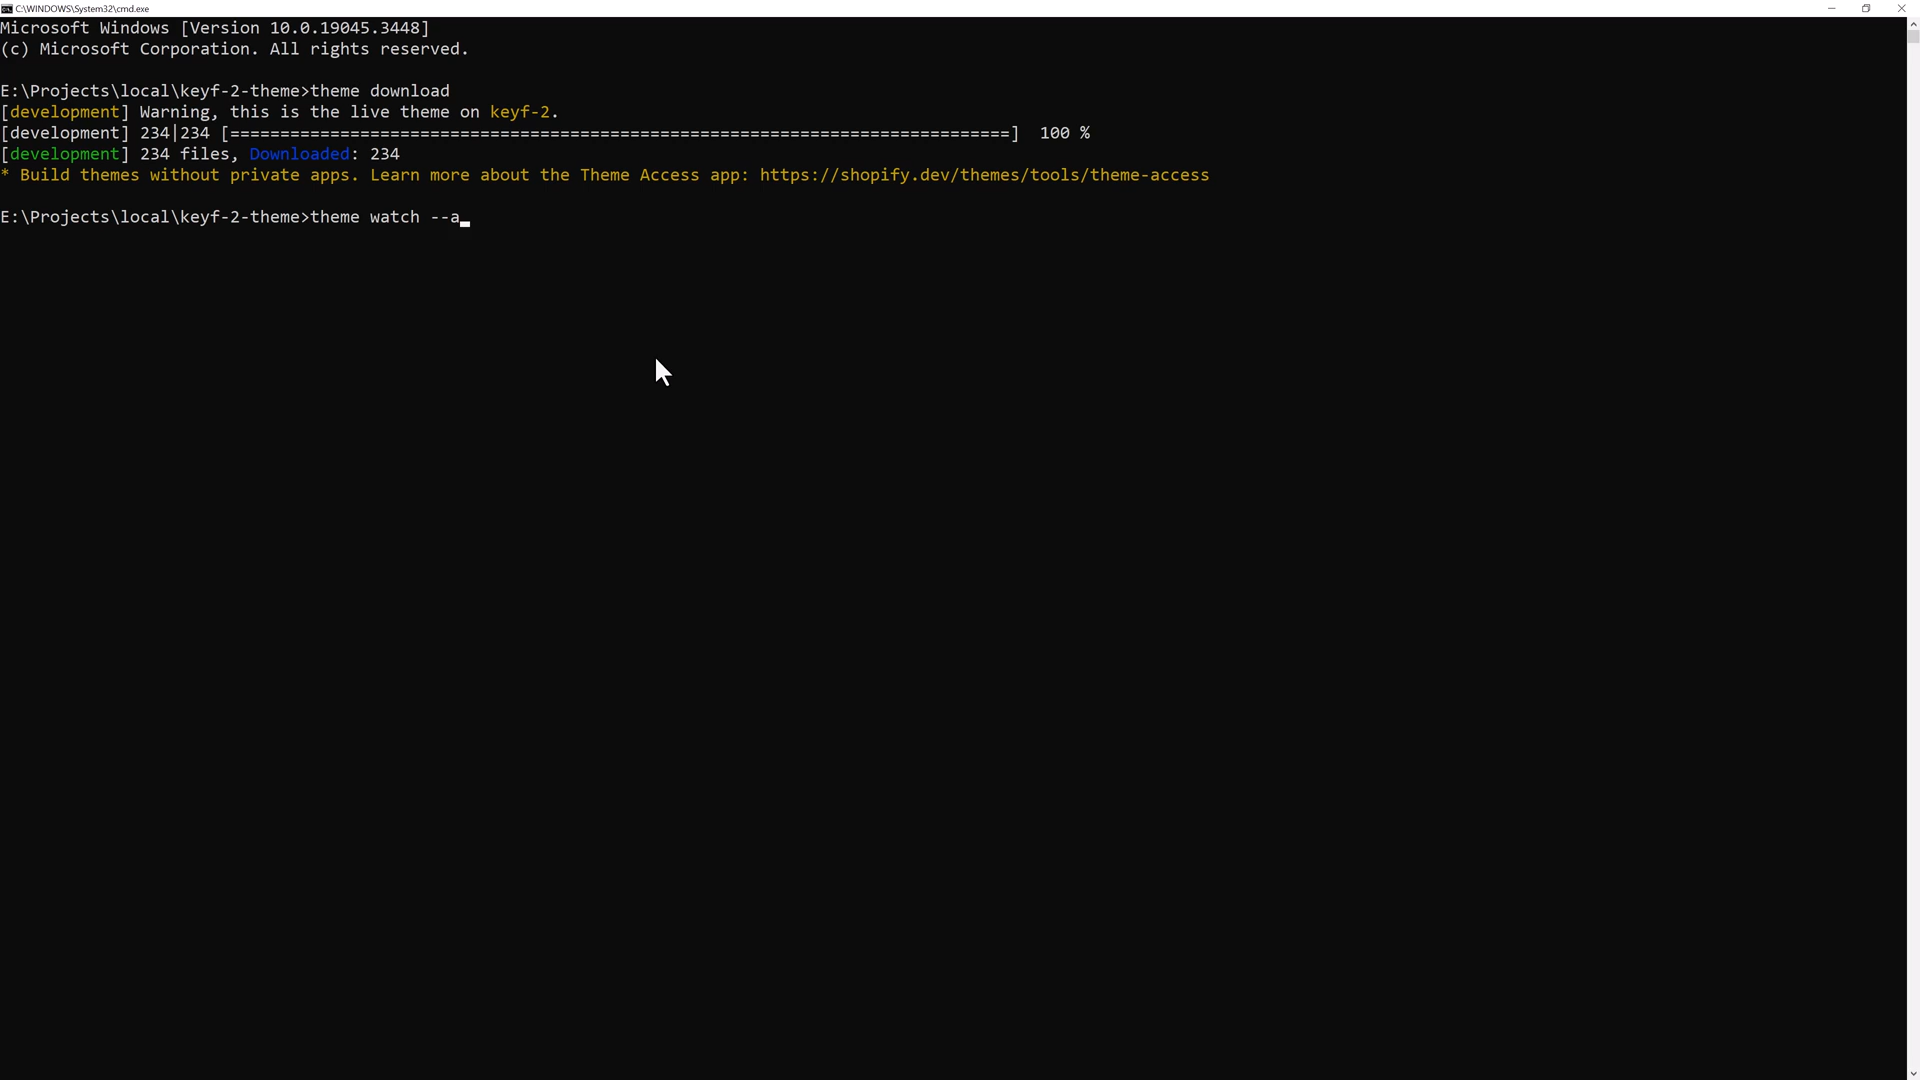 C:\WINDOWS\System32\cmd.exe
Microsoft Windows [Version 10.0.19045.3448]
(c) Microsoft Corporation. All rights reserved.
E:\Projects\local\keyf-2-theme>theme download
[development] Warning, this is the live theme on keyf-2.
[development] 234|234 [==============================================================================]  100 %
[development] 234 files, Downloaded: 234
* Build themes without private apps. Learn more about the Theme Access app: https://shopify.dev/themes/tools/theme-access
E:\Projects\local\keyf-2-theme>theme watch --a_